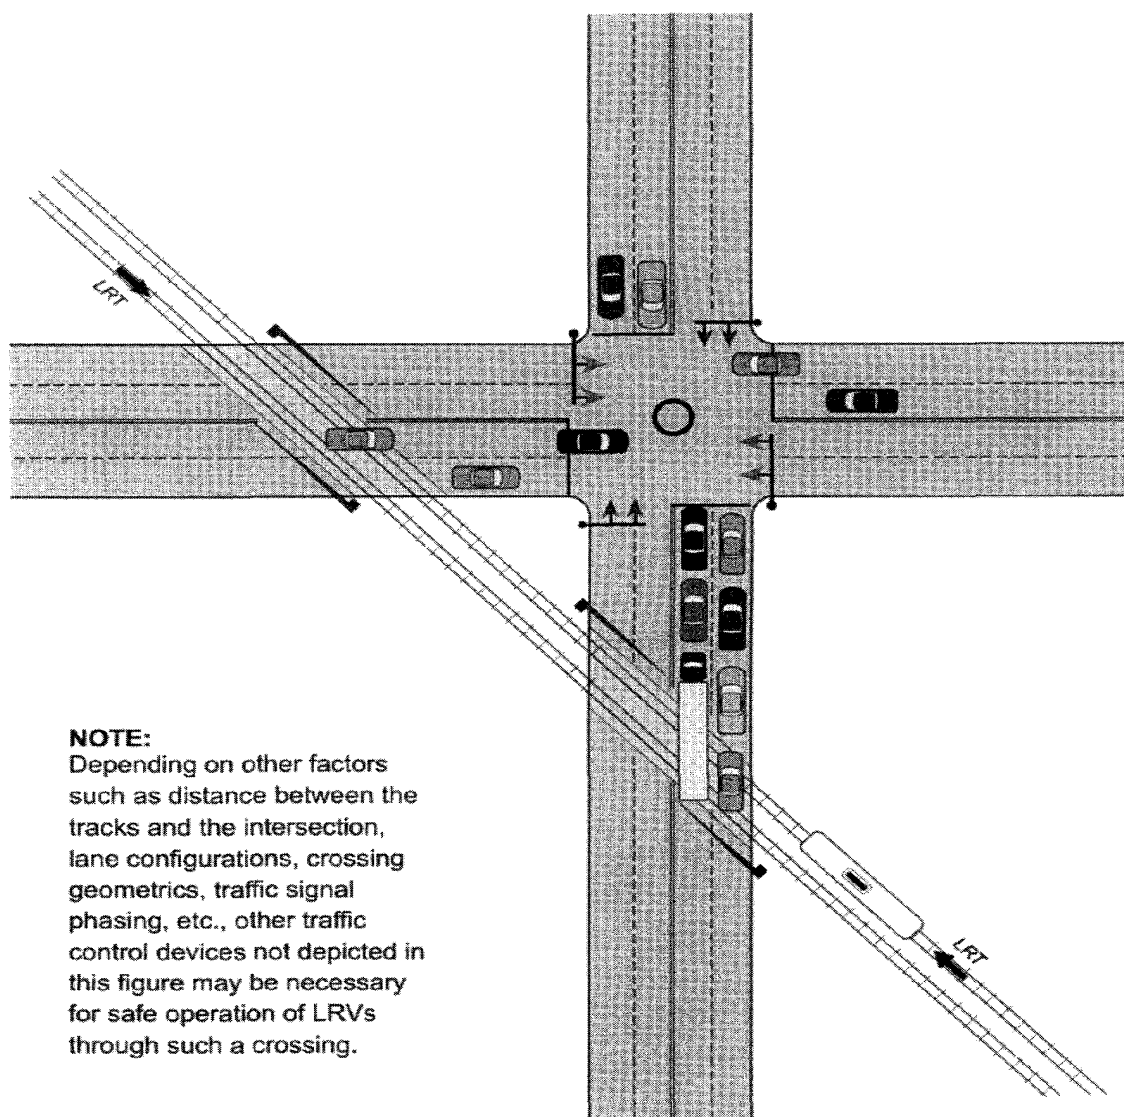 LRT
NOTE:
Depending on other factors
such as distance between the
tracks and the intersection,
lane configurations, crossing
geometrics, traffic signal
phasing, etc., other traffic
control devices not depicted in
this figure may be necessary
for safe operation of LRVs
through such a crossing.
LRT